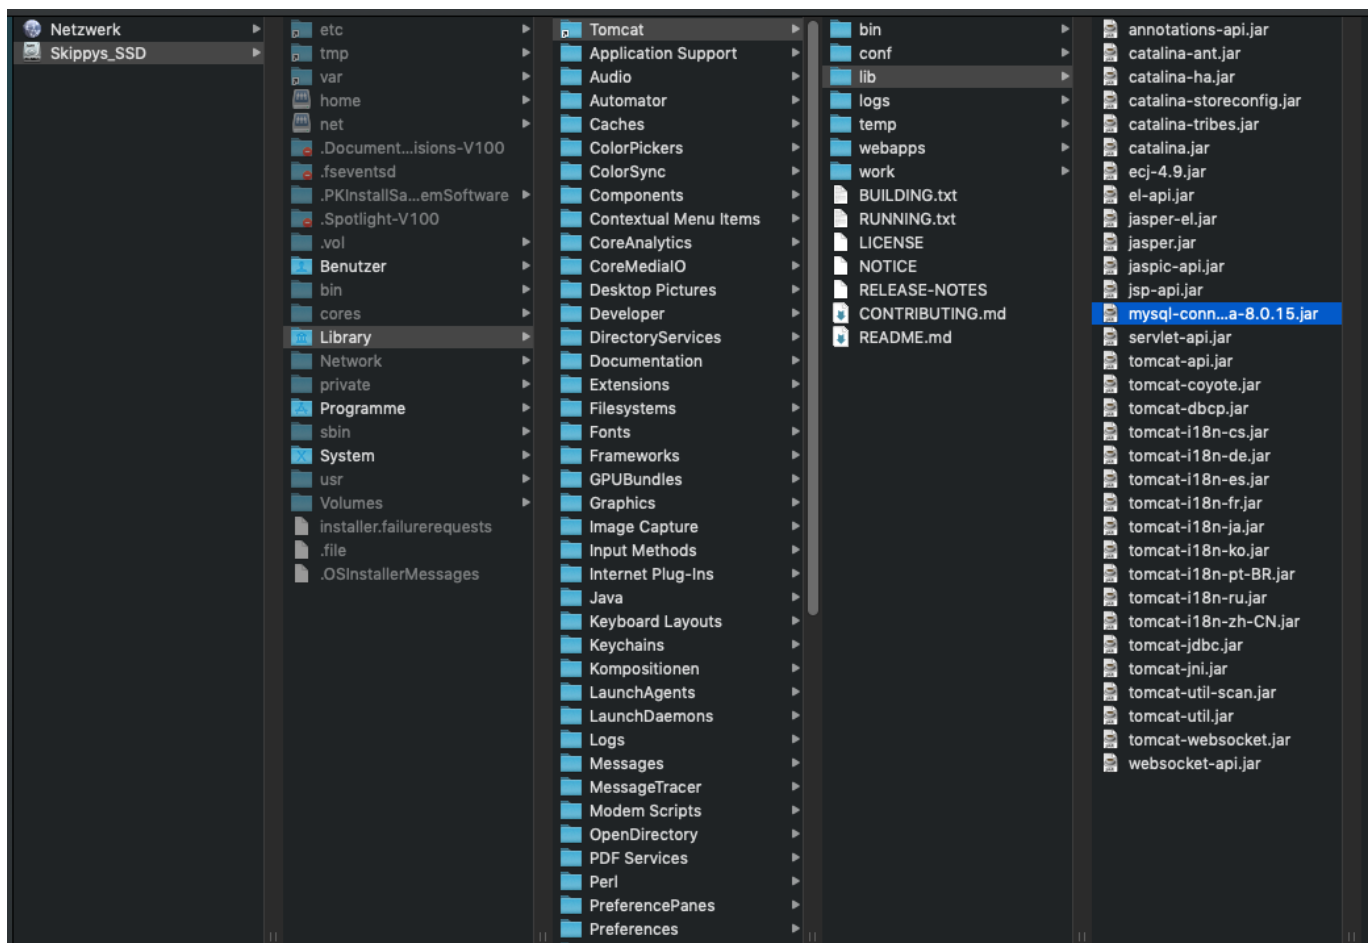 Netzwerk
Skippys_SSD
etc
tmp
var
home
net
.Document...isions-V100
.fseventsd
.PKInstallSa...emSoftware
.Spotlight-V100
.vol
Benutzer
bin
cores
Library
Network
private
Programme
sbin
System
usr
Volumes
installer.failurerequests
.file
.OSInstallerMessages
Tomcat
Application Support
Audio
Automator
Caches
ColorPickers
ColorSync
Components
Contextual Menu Items
CoreAnalytics
CoreMediaIO
Desktop Pictures
Developer
DirectoryServices
Documentation
Extensions
Filesystems
Fonts
Frameworks
GPUBundles
Graphics
Image Capture
Input Methods
Internet Plug-Ins
Java
Keyboard Layouts
Keychains
Kompositionen
LaunchAgents
LaunchDaemons
Logs
Messages
MessageTracer
Modem Scripts
OpenDirectory
PDF Services
Perl
PreferencePanes
Preferences
bin
conf
lib
logs
temp
webapps
work
BUILDING.txt
RUNNING.txt
LICENSE
NOTICE
RELEASE-NOTES
CONTRIBUTING.md
README.md
annotations-api.jar
catalina-ant.jar
catalina-ha.jar
catalina-storeconfig.jar
catalina-tribes.jar
catalina.jar
ecj-4.9.jar
el-api.jar
jasper-el.jar
jasper.jar
jaspic-api.jar
jsp-api.jar
mysql-conn...a-8.0.15.jar
servlet-api.jar
tomcat-api.jar
tomcat-coyote.jar
tomcat-dbcp.jar
tomcat-i18n-cs.jar
tomcat-i18n-de.jar
tomcat-i18n-es.jar
tomcat-i18n-fr.jar
tomcat-i18n-ja.jar
tomcat-i18n-ko.jar
tomcat-i18n-pt-BR.jar
tomcat-i18n-ru.jar
tomcat-i18n-zh-CN.jar
tomcat-jdbc.jar
tomcat-jni.jar
tomcat-util-scan.jar
tomcat-util.jar
tomcat-websocket.jar
websocket-api.jar